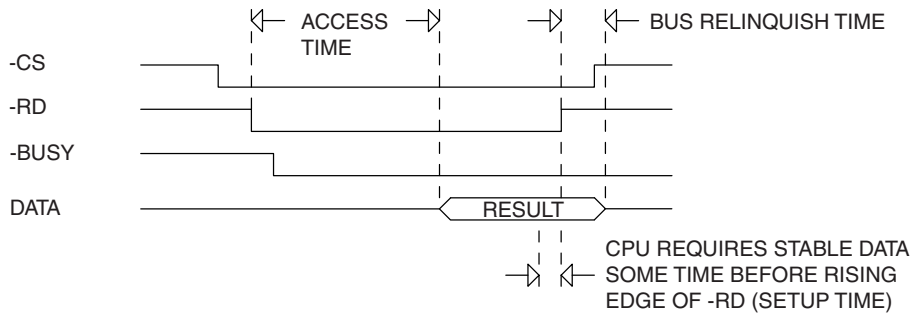 ACCESS
TIME
BUS RELINQUISH TIME
-CS
-RD
-BUSY
DATA
RESULT
CPU REQUIRES STABLE DATA
SOME TIME BEFORE RISING
EDGE OF -RD (SETUP TIME)